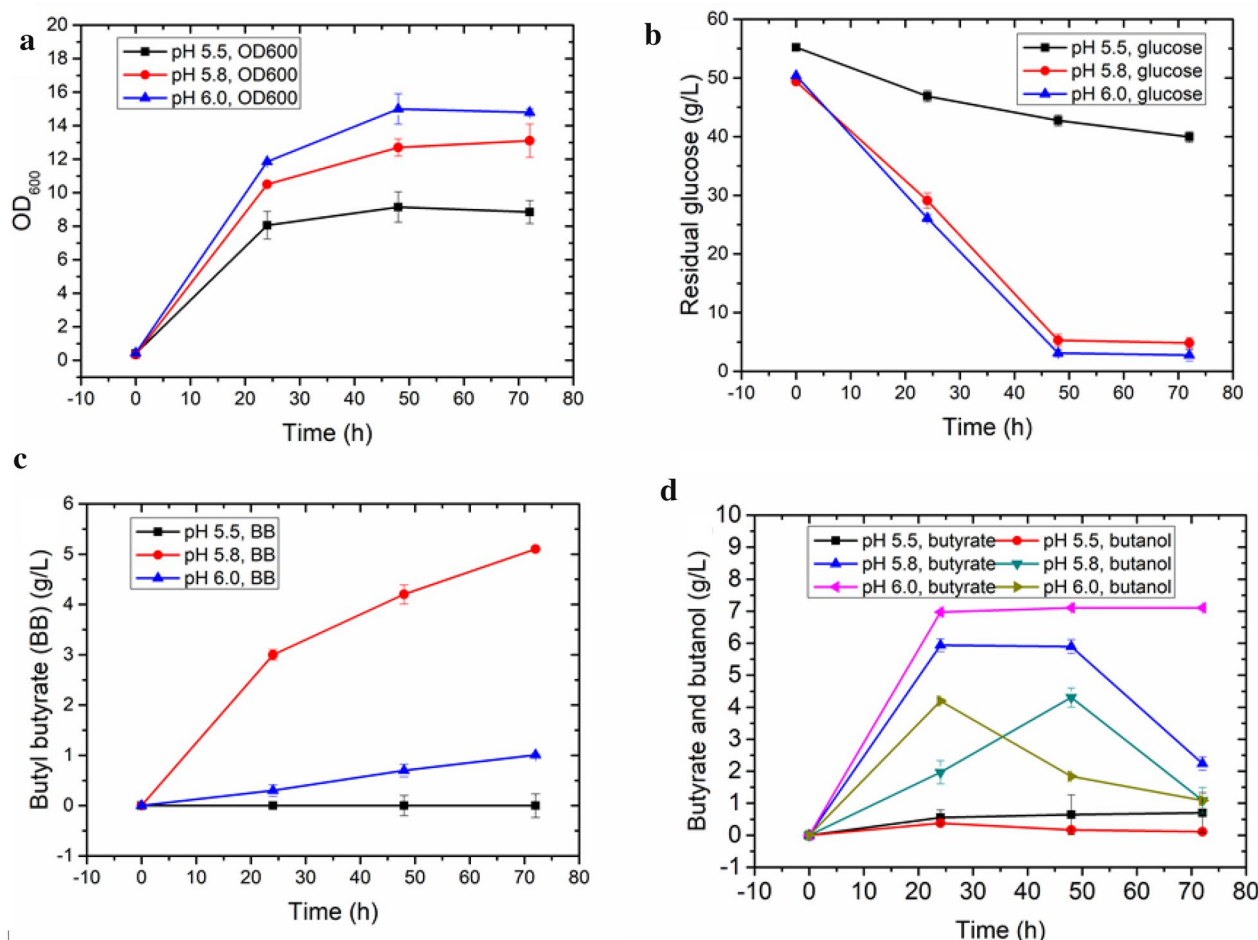 a
pH 5.5, OD600
pH 5.8, OD600
pH 6.0, OD600
OD600
20
18
16
14
12
10
8
6
4
2
0
-10 0 10 20 30 40 50 60 70 80
Time (h)
b
pH 5.5, glucose
pH 5.8, glucose
pH 6.0, glucose
Residual glucose (g/L)
60
50
40
30
20
10
0
-10 0 10 20 30 40 50 60 70 80
Time (h)
c
pH 5.5, BB
pH 5.8, BB
pH 6.0, BB
Butyl butyrate (BB) (g/L)
6
5
4
3
2
1
0
-1
-10 0 10 20 30 40 50 60 70 80
Time (h)
d
pH 5.5, butyrate pH 5.5, butanol
pH 5.8, butyrate pH 5.8, butanol
pH 6.0, butyrate pH 6.0, butanol
Butyrate and butanol (g/L)
10
9
8
7
6
5
4
3
2
1
0
-1
-10 0 10 20 30 40 50 60 70 80
Time (h)